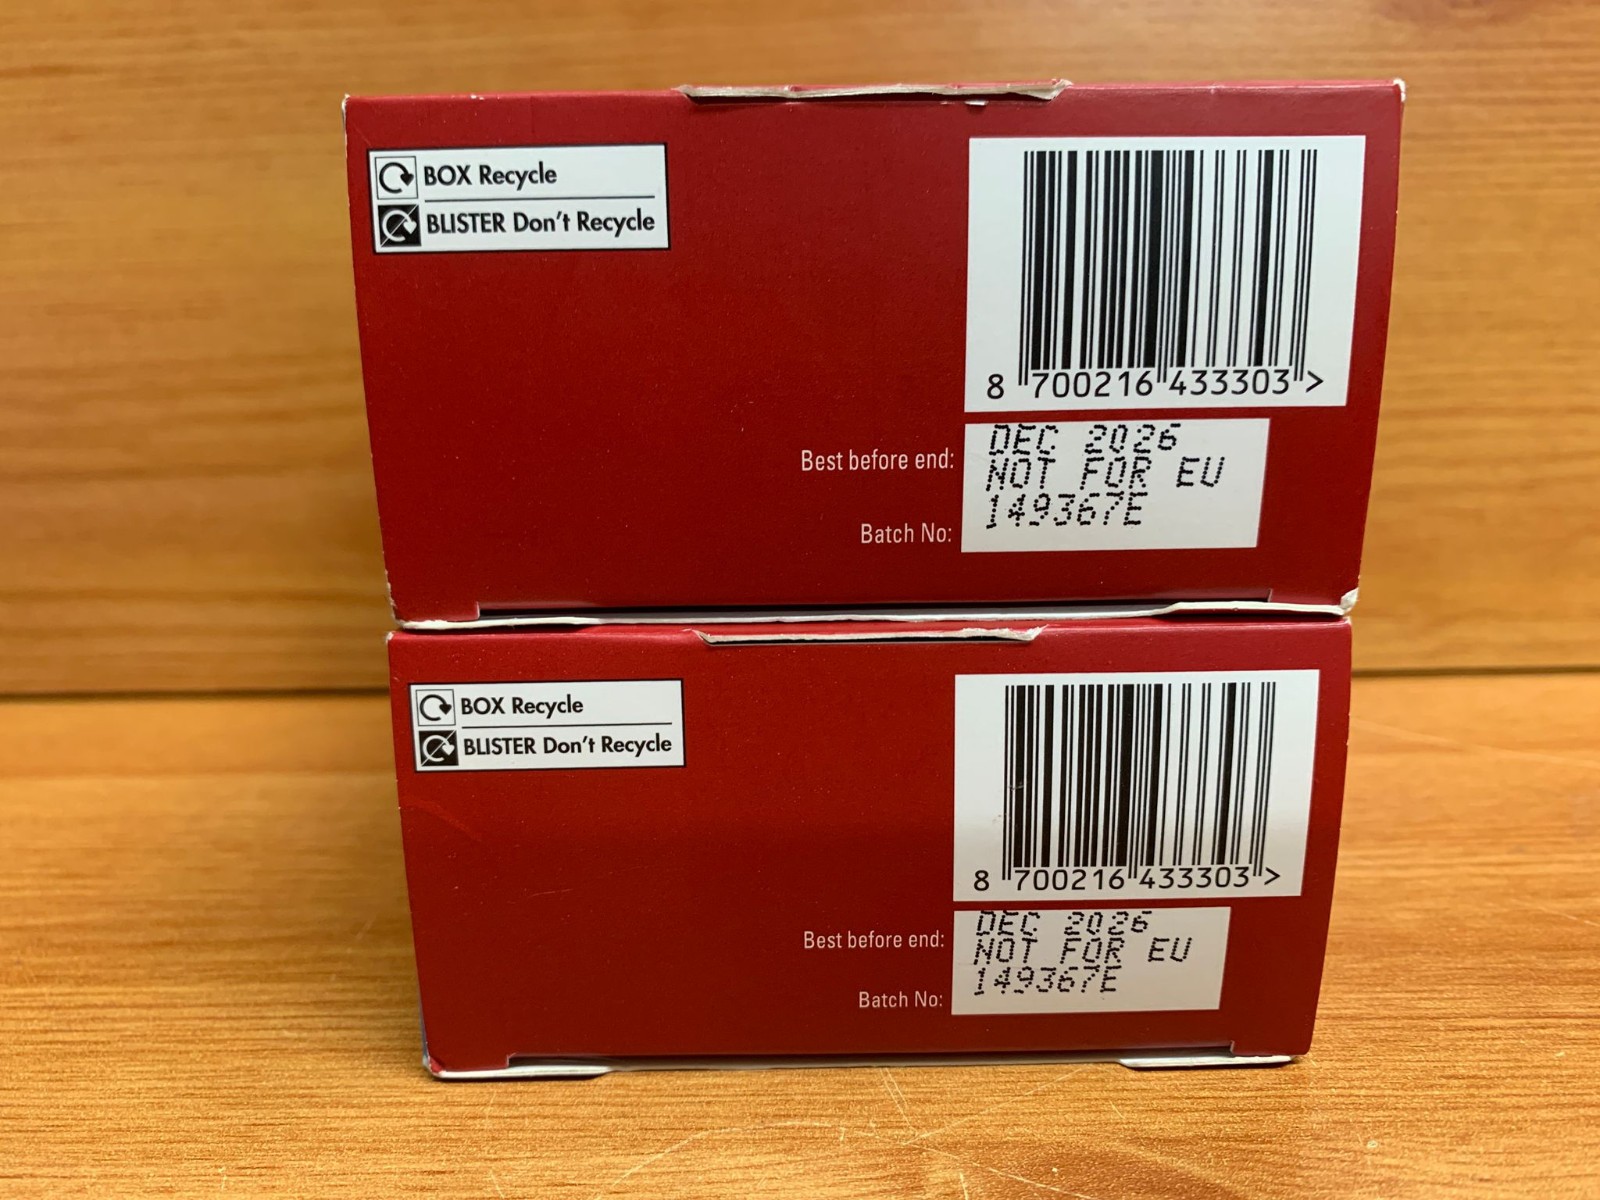 BOX Recycle
BLISTER Don't Recycle
8 700216 433303 >
Best before end:
DEC 2026
NOT FOR EU
149367E
Batch No:
BOX Recycle
BLISTER Don't Recycle
8 700216 433303 >
Best before end:
DEC 2026
NOT FOR EU
149367E
Batch No: